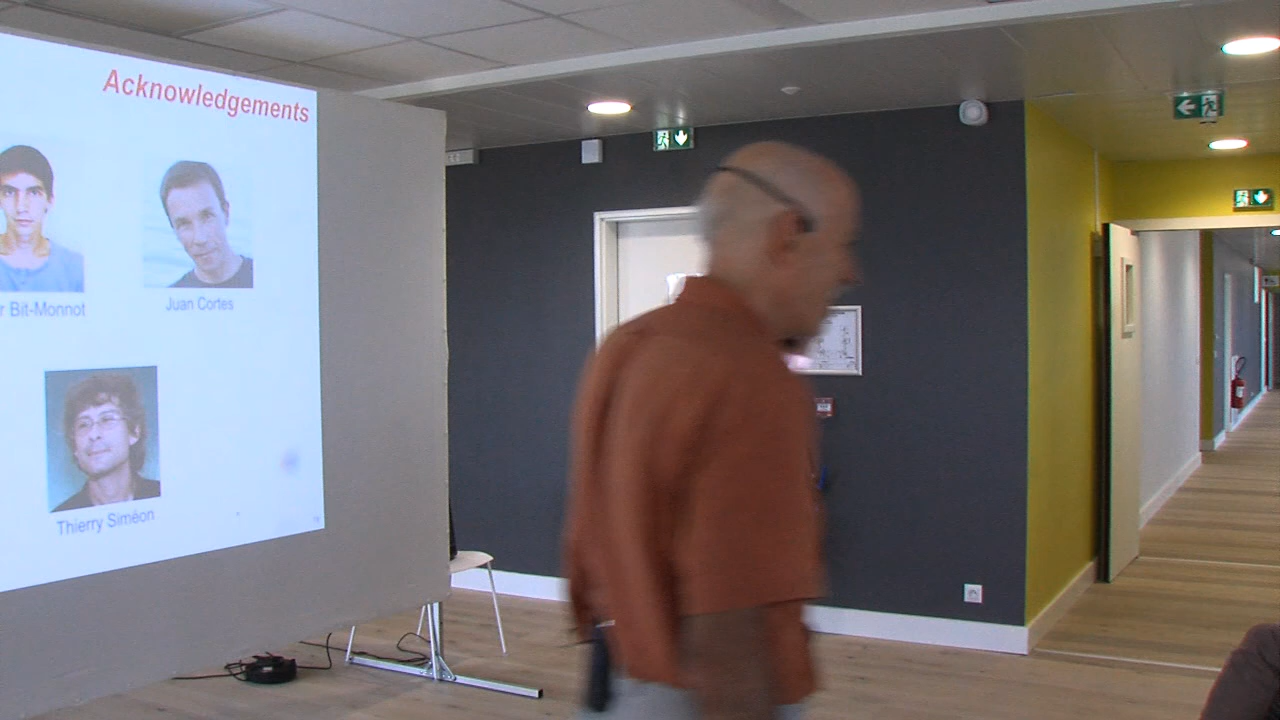 Acknowledgements
r Bit-Monnot
Juan Cortes
Thierry Siméon